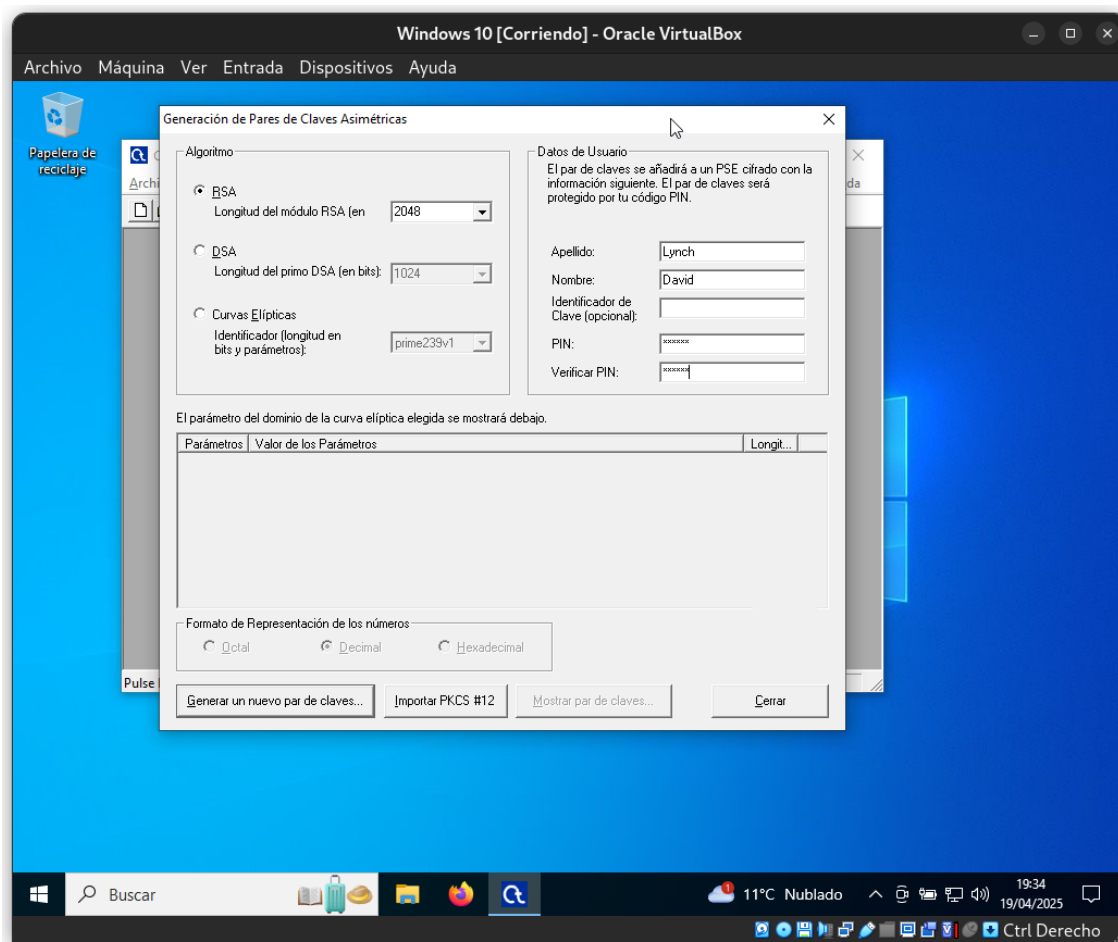 Windows 10 [Corriendo] - Oracle VirtualBox
Archivo Máquina Ver Entrada Dispositivos Ayuda
Papelera de
reciclaje
Archi
da
Generación de Pares de Claves Asimétricas
Algoritmo
RSA
Longitud del módulo RSA (en
2048
DSA
Longitud del primo DSA (en bits):
1024
Curvas Elípticas
Identificador (longitud en
bits y parámetros):
prime239v1
Datos de Usuario
El par de claves se añadirá a un PSE cifrado con la
información siguiente. El par de claves será
protegido por tu código PIN.
Apellido: Lynch
Nombre: David
Identificador de
Clave (opcional):
PIN: ******
Verificar PIN: ******
El parámetro del dominio de la curva elíptica elegida se mostrará debajo.
Parámetros Valor de los Parámetros Longit...
Formato de Representación de los números
Octal Decimal Hexadecimal
Pulse
Generar un nuevo par de claves... Importar PKCS #12 Mostrar par de claves... Cerrar
Buscar
1
11°C Nublado
19:34
19/04/2025
Ctrl Derecho